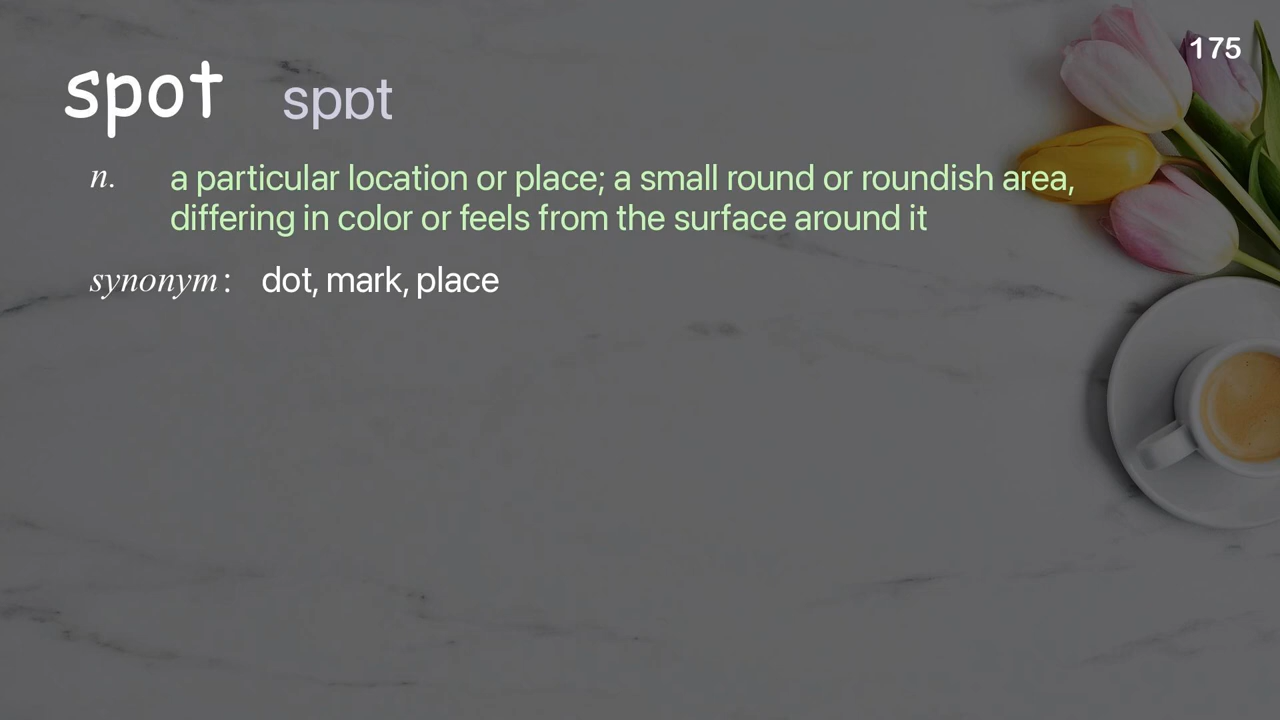 175
spot spɒt
n. a particular location or place; a small round or roundish area,
differing in color or feels from the surface around it
synonym: dot, mark, place